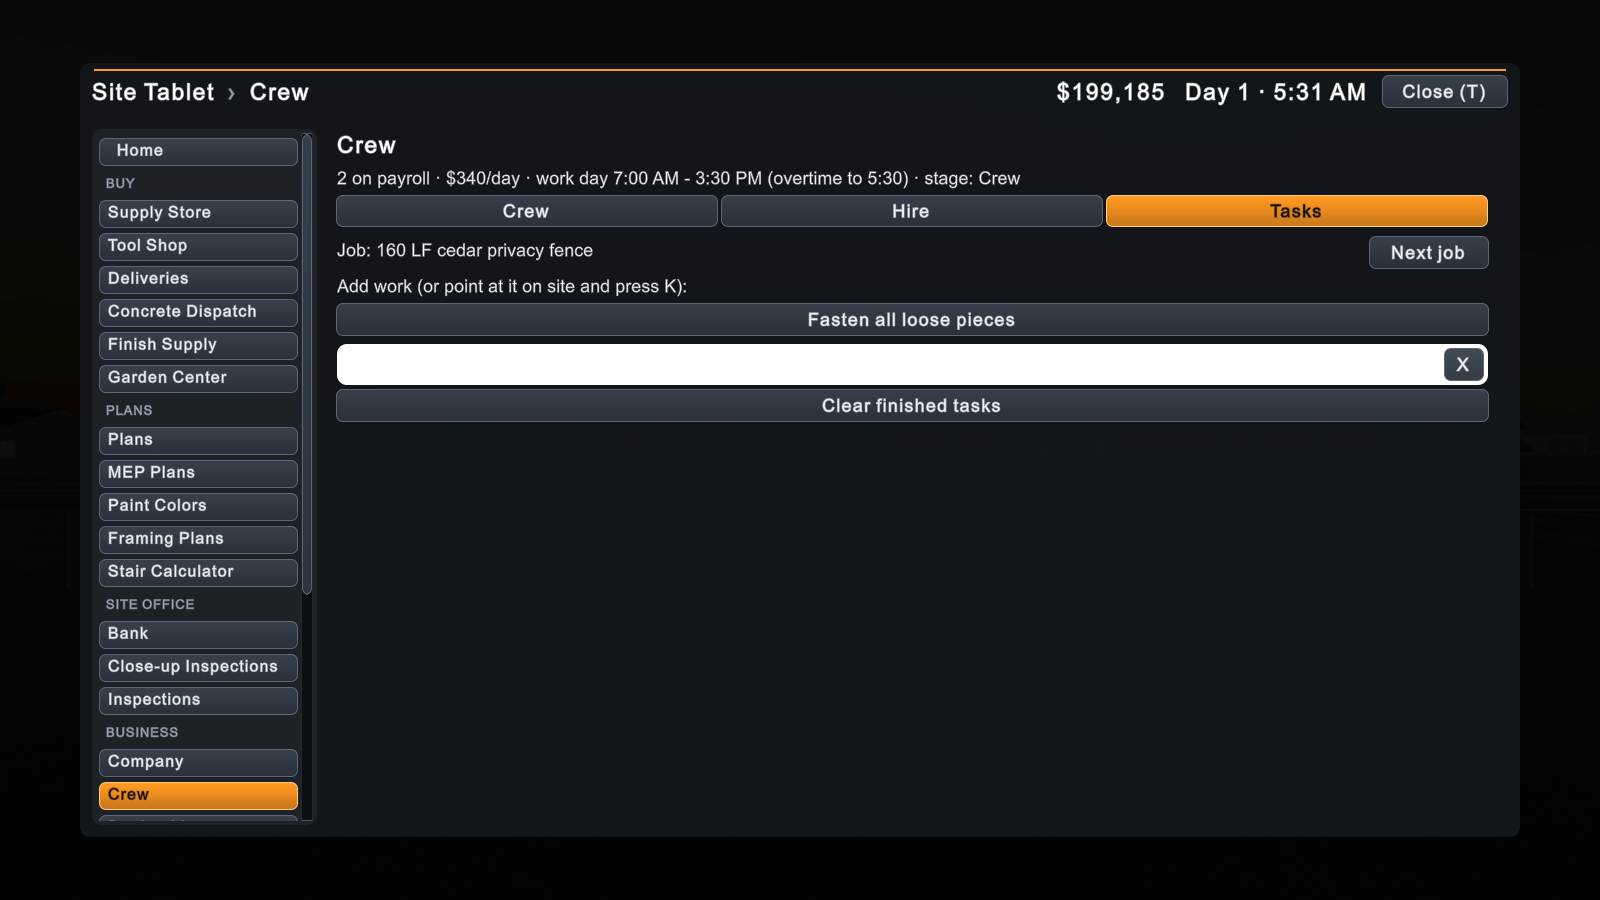 Site Tablet › Crew
$199,185 Day 1 · 5:31 AM Close (T)
Home
BUY
Supply Store
Tool Shop
Deliveries
Concrete Dispatch
Finish Supply
Garden Center
PLANS
Plans
MEP Plans
Paint Colors
Framing Plans
Stair Calculator
SITE OFFICE
Bank
Close-up Inspections
Inspections
BUSINESS
Company
Crew
Crew
2 on payroll · $340/day · work day 7:00 AM - 3:30 PM (overtime to 5:30) · stage: Crew
Crew Hire Tasks
Job: 160 LF cedar privacy fence Next job
Add work (or point at it on site and press K):
Fasten all loose pieces
X
Clear finished tasks